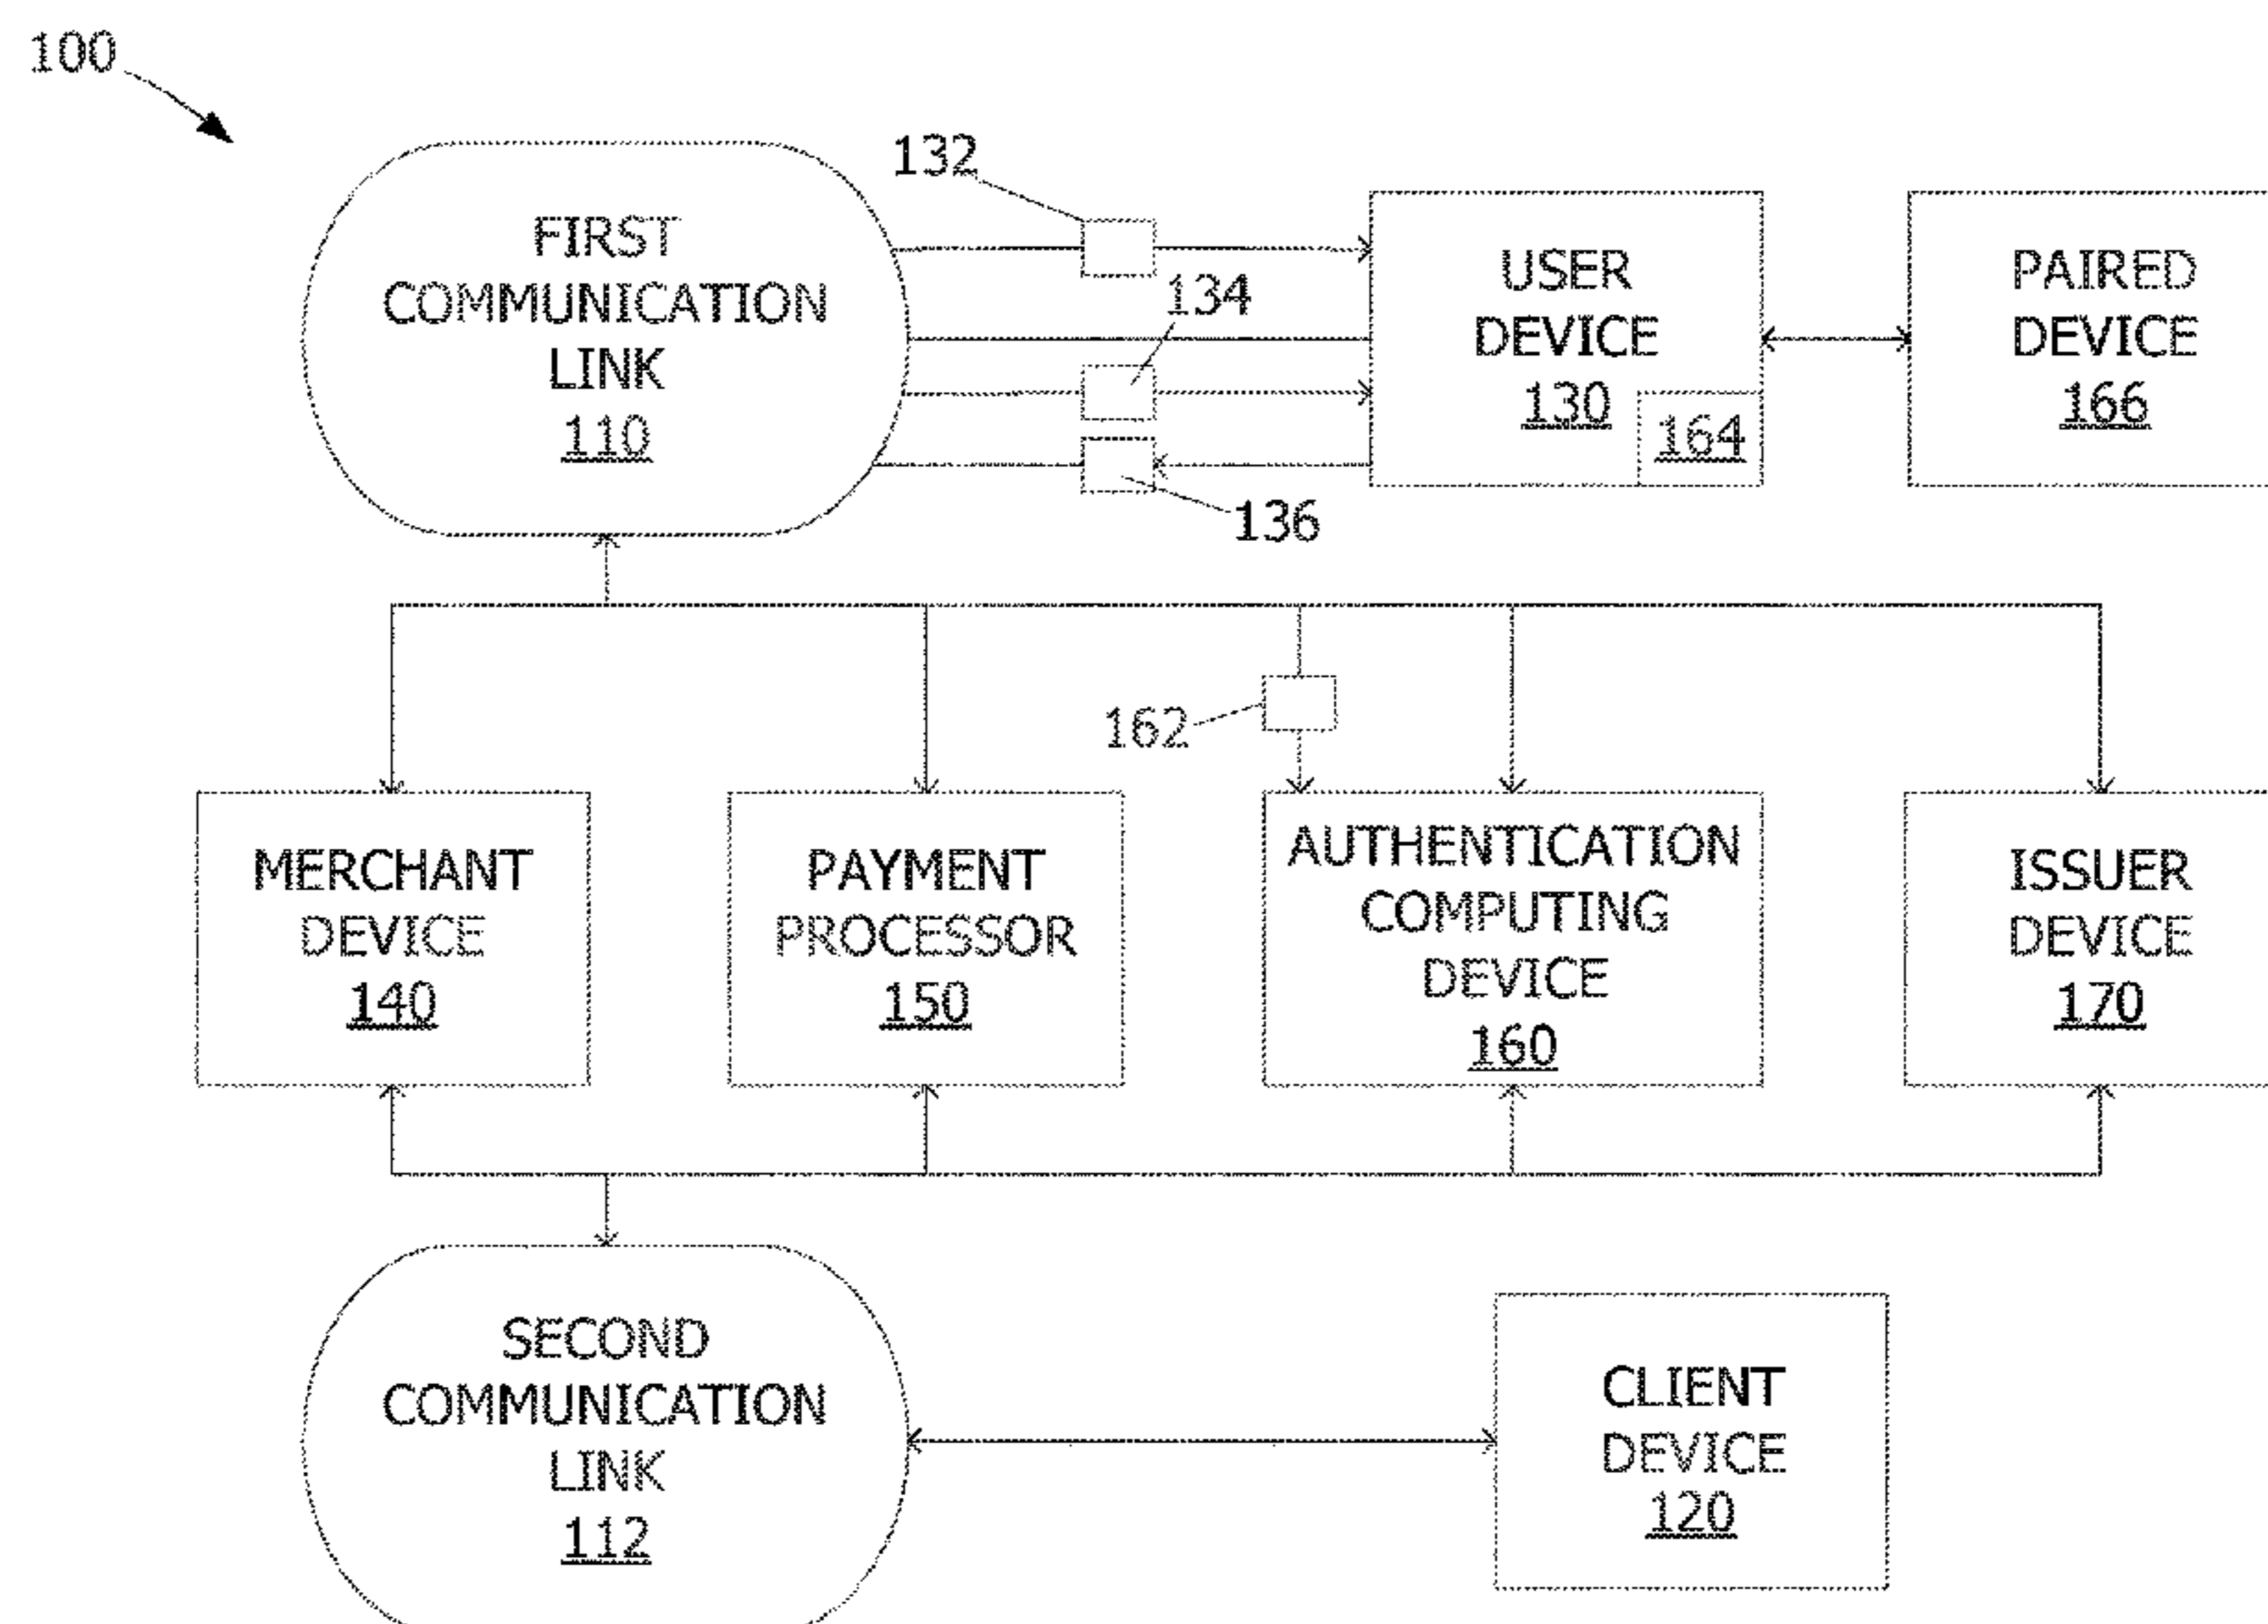 100
FIRST
COMMUNICATION
LINK
110
132
134
136
USER
DEVICE
130
164
PAIRED
DEVICE
166
162
MERCHANT
DEVICE
140
PAYMENT
PROCESSOR
150
AUTHENTICATION
COMPUTING
DEVICE
160
ISSUER
DEVICE
170
SECOND
COMMUNICATION
LINK
112
CLIENT
DEVICE
120